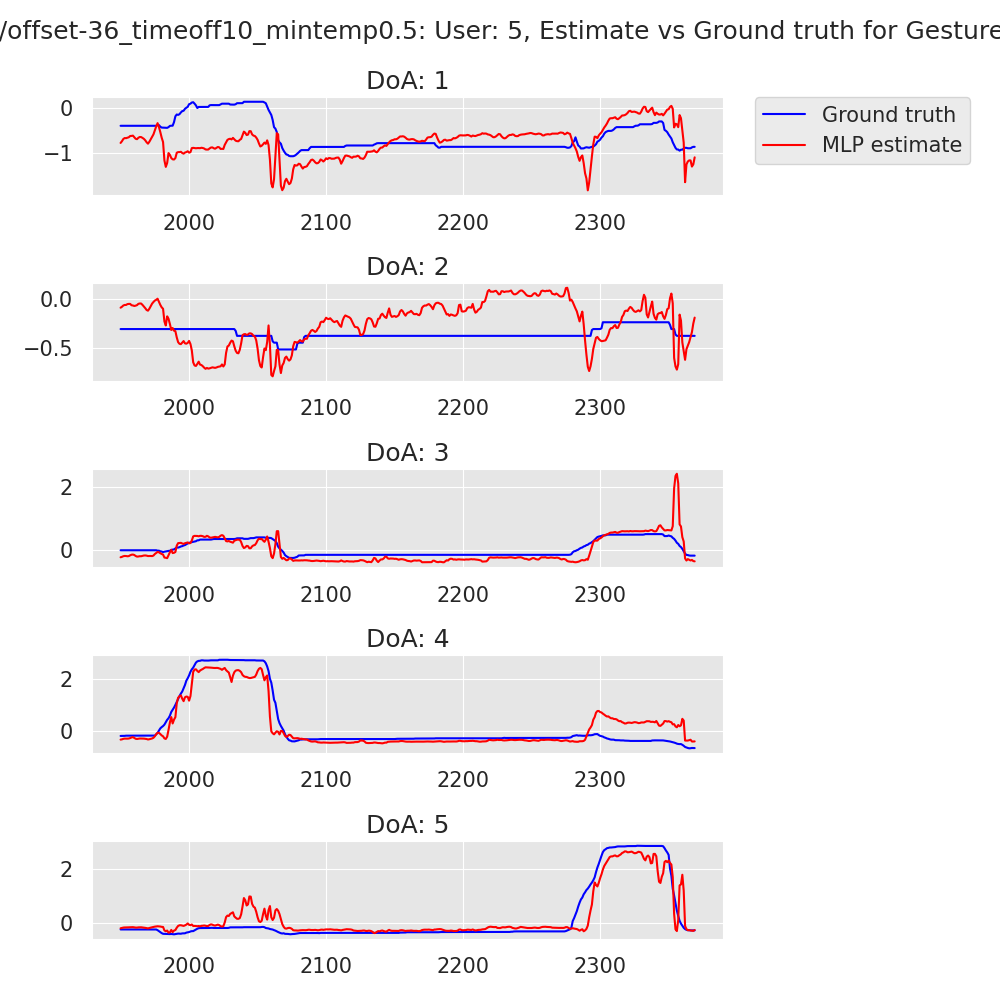 /offset-36_timeoff10_mintemp0.5: User: 5, Estimate vs Ground truth for Gesture
DoA: 1
0
−1
2000 2100 2200 2300
Ground truth
MLP estimate
DoA: 2
0.0
−0.5
2000 2100 2200 2300
DoA: 3
2
0
2000 2100 2200 2300
DoA: 4
2
0
2000 2100 2200 2300
DoA: 5
2
0
2000 2100 2200 2300